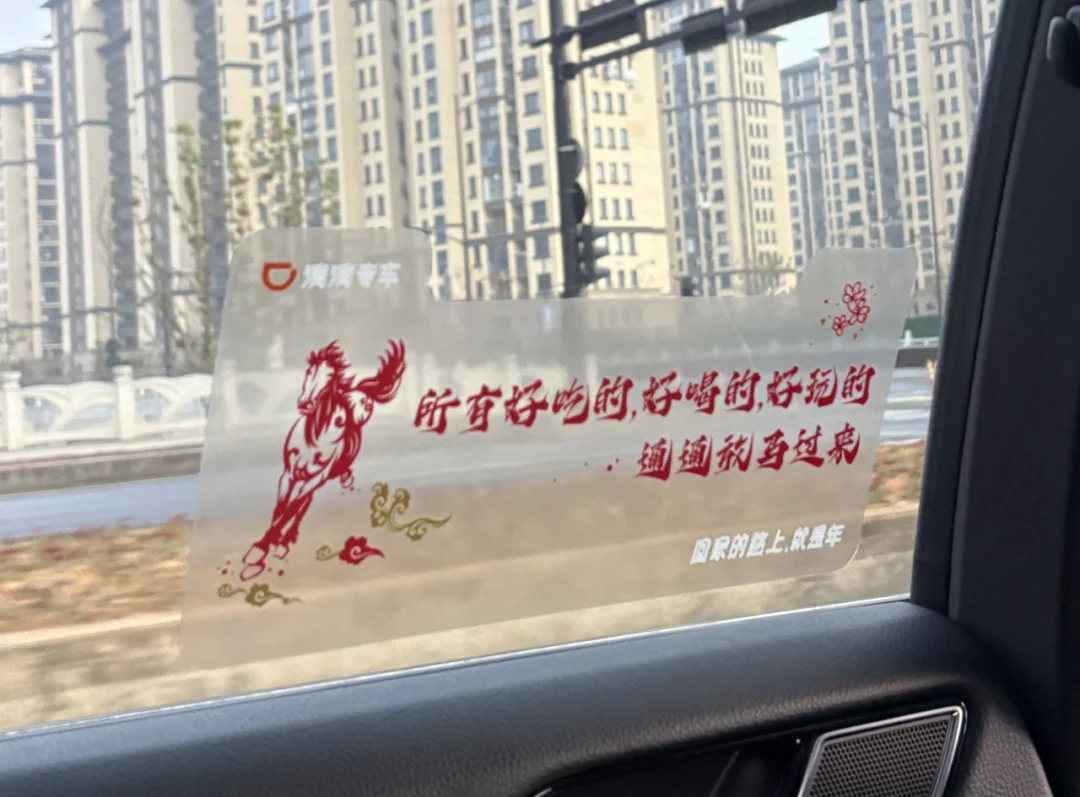 滴滴专车
所有好吃的,好喝的,好玩的
通通放马过来
回家的路上,就是年